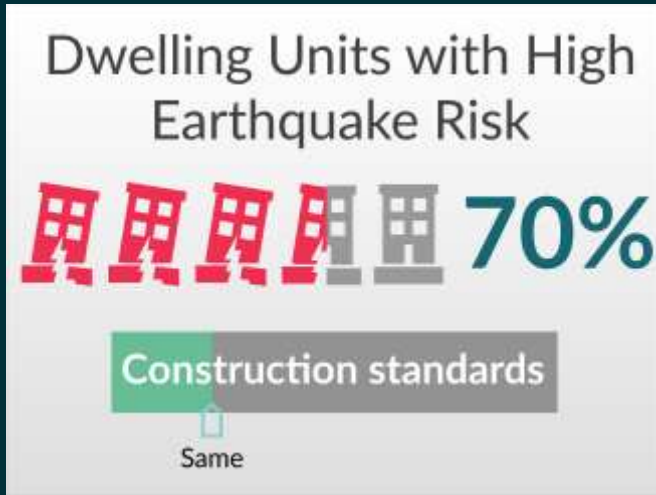 Dwelling Units with High
Earthquake Risk
70%
Construction standards
Same